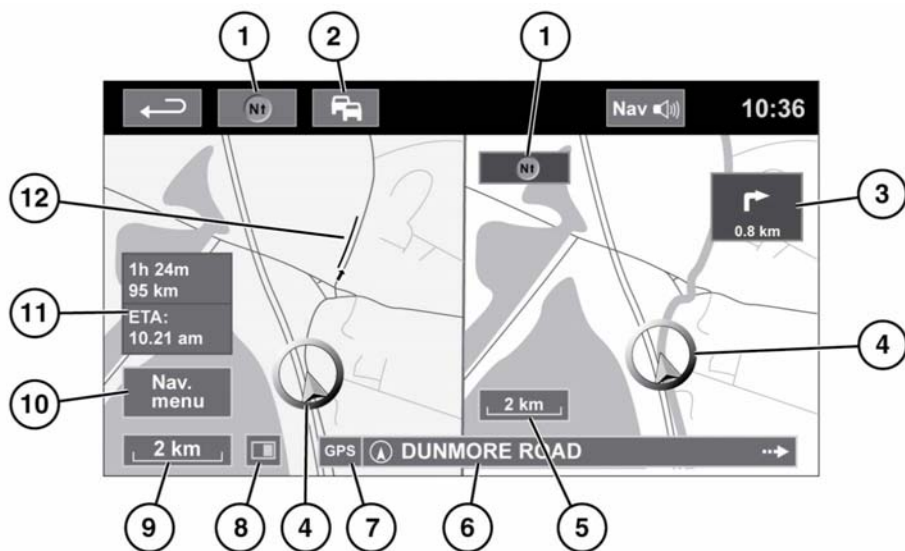 1
2
1
Nt
Nav
10:36
Nt
12
3
0.8 km
1h 24m
95 km
11
ETA:
10.21 am
4
10
Nav.
menu
2 km
2 km
GPS
DUNMORE ROAD
9
8
4
7
6
5